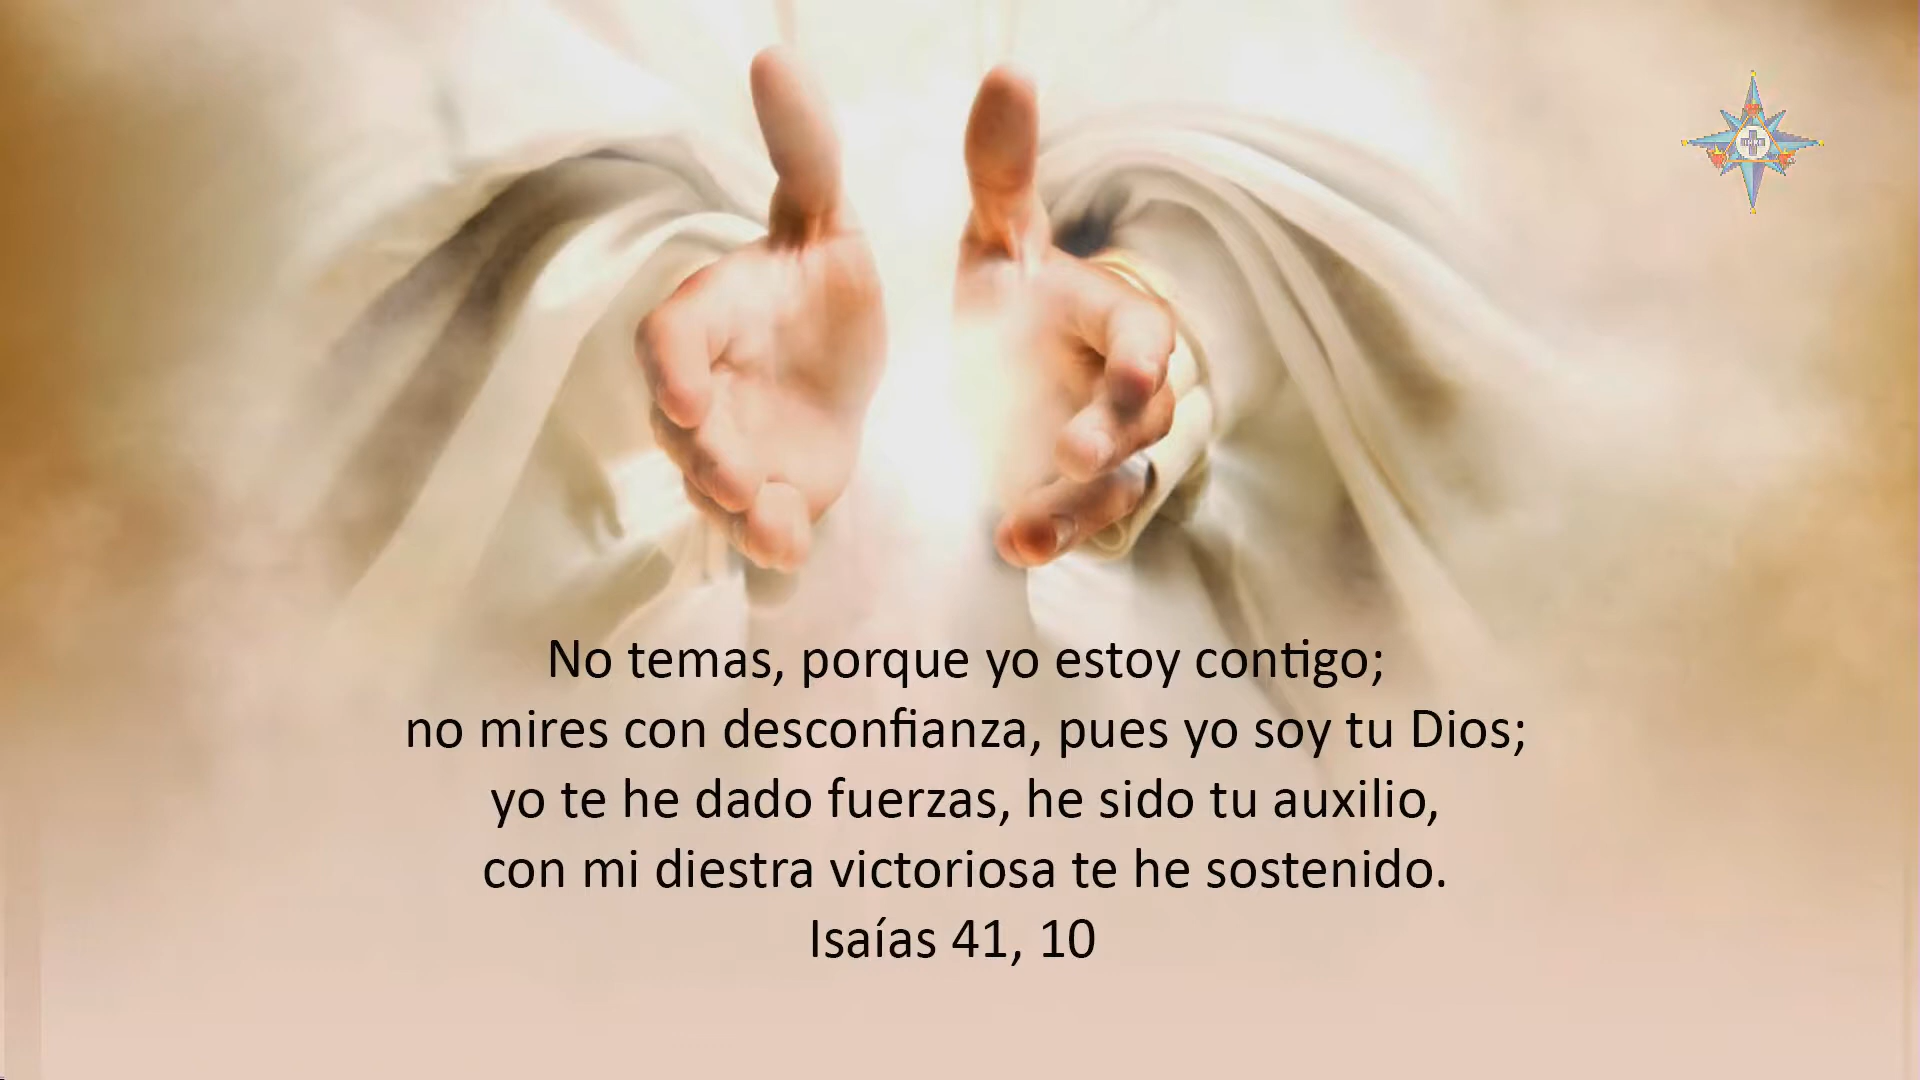 No temas, porque yo estoy contigo;
no mires con desconfianza, pues yo soy tu Dios;
yo te he dado fuerzas, he sido tu auxilio,
con mi diestra victoriosa te he sostenido.
Isaías 41, 10